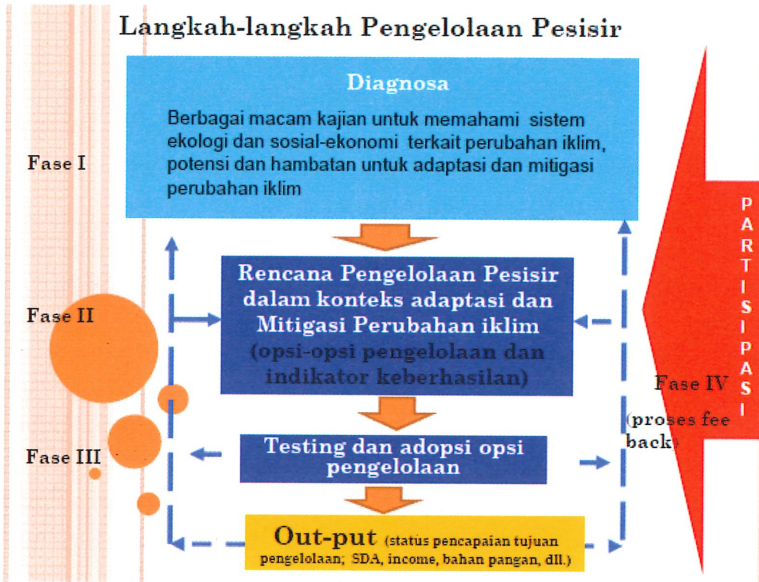 Langkah-langkah Pengelolaan Pesisir
Diagnosa
Berbagai macam kajian untuk memahami sistem
ekologi dan sosial-ekonomi terkait perubahan iklim,
potensi dan hambatan untuk adaptasi dan mitigasi
perubahan iklim
Fase I
Rencana Pengelolaan Pesisir
dalam konteks adaptasi dan
Mitigasi Perubahan iklim
(opsi-opsi pengelolaan dan
indikator keberhasilan)
Fase II
Testing dan adopsi opsi
pengelolaan
Fase III
Out-put (status pencapaian tujuan
pengelolaan; SDA, income, bahan pangan, dll.)
Fase IV
(proses fee
back)
PARTISIPASI